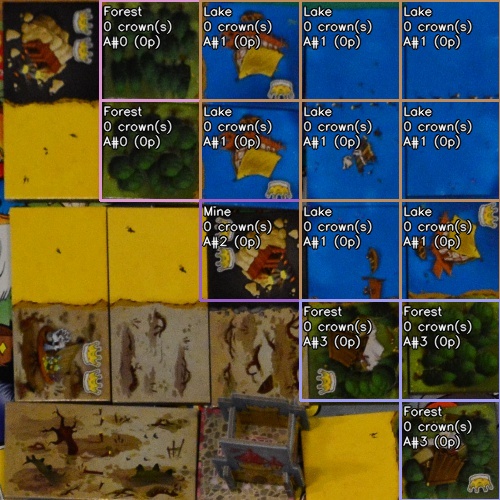 Forest
0 crown(s)
A#0 (0p)
Lake
0 crown(s)
A#1 (0p)
Lake
0 crown(s)
A#1 (0p)
Lake
0 crown(s)
A#1 (0p)
Forest
0 crown(s)
A#0 (0p)
Lake
0 crown(s)
A#1 (0p)
Lake
0 crown(s)
A#1 (0p)
Lake
0 crown(s)
A#1 (0p)
Mine
0 crown(s)
A#2 (0p)
Lake
0 crown(s)
A#1 (0p)
Lake
0 crown(s)
A#1 (0p)
Forest
0 crown(s)
A#3 (0p)
Forest
0 crown(s)
A#3 (0p)
Forest
0 crown(s)
A#3 (0p)